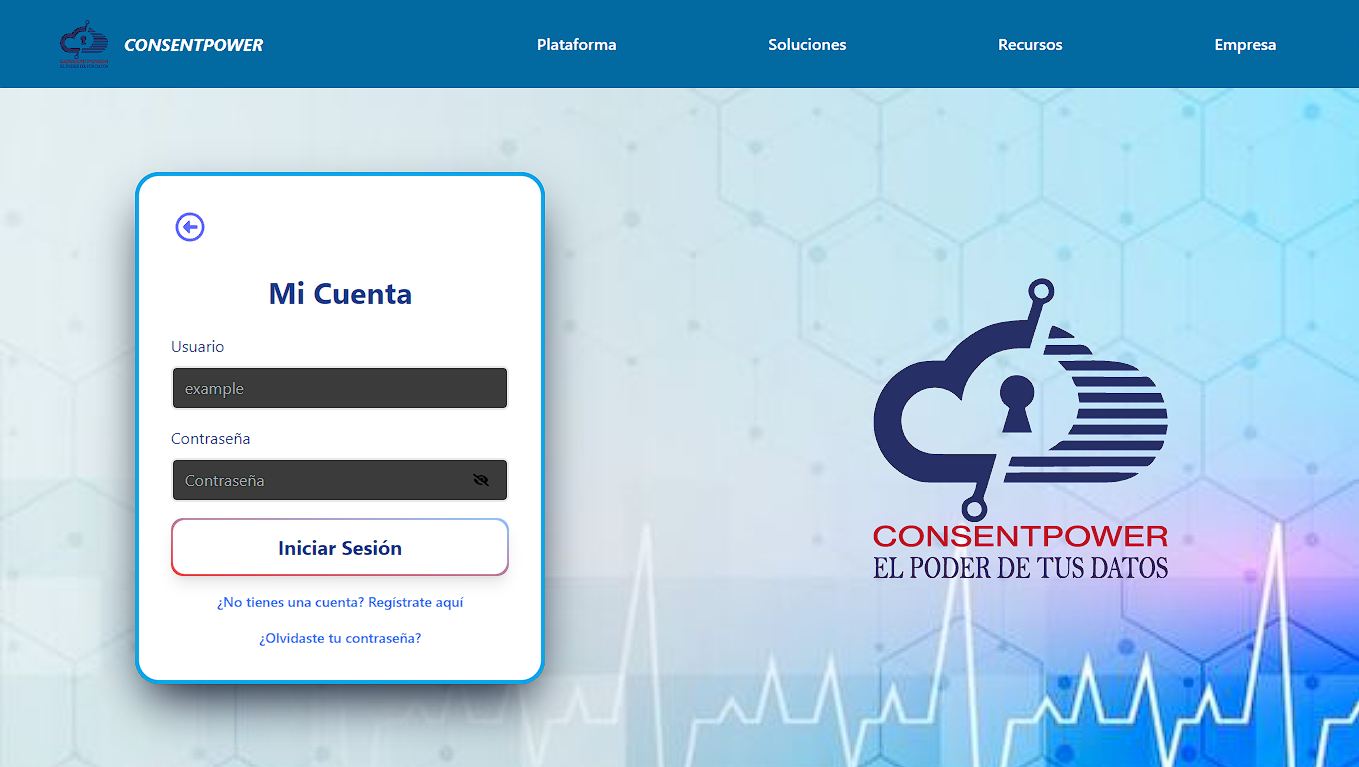 CONSENTPOWER
Plataforma
Soluciones
Recursos
Empresa
Mi Cuenta
Usuario
example
Contraseña
Contraseña
Iniciar Sesión
¿No tienes una cuenta? Regístrate aquí
¿Olvidaste tu contraseña?
CONSENTPOWER
EL PODER DE TUS DATOS